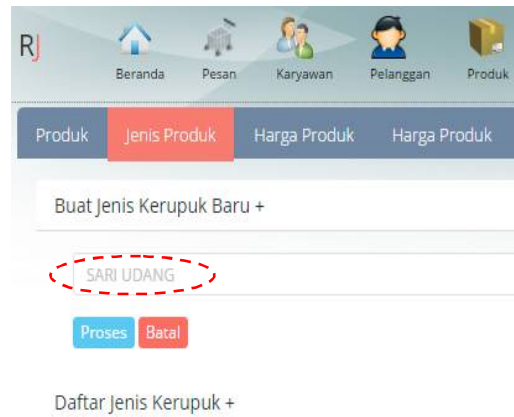 RJ
Beranda Pesan Karyawan Pelanggan Produk
Produk Jenis Produk Harga Produk Harga Produk
Buat Jenis Kerupuk Baru +
SARI UDANG
Proses Batal
Daftar Jenis Kerupuk +